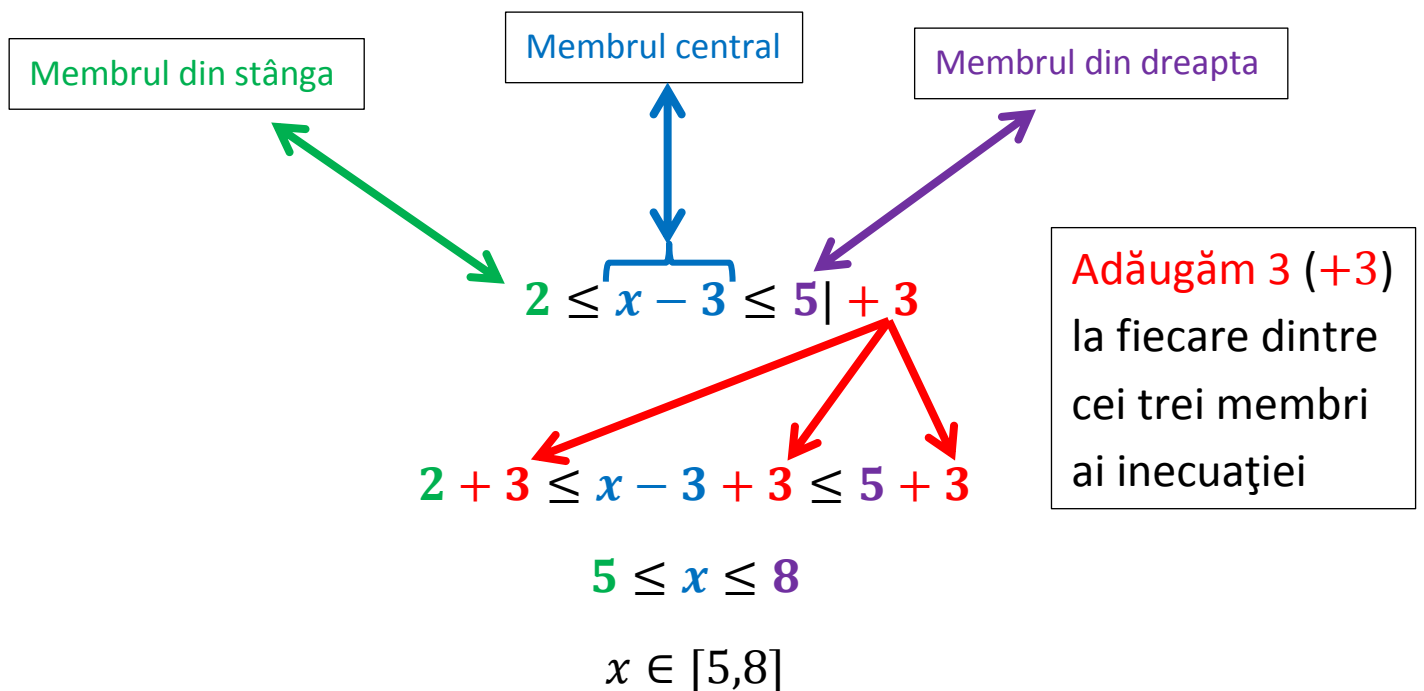 Membrul din stânga
Membrul central
Membrul din dreapta
2 ≤ x − 3 ≤ 5| + 3
Adăugăm 3 (+3)
la fiecare dintre
cei trei membri
ai inecuaţiei
2 + 3 ≤ x − 3 + 3 ≤ 5 + 3
5 ≤ x ≤ 8
x ∈ [5,8]